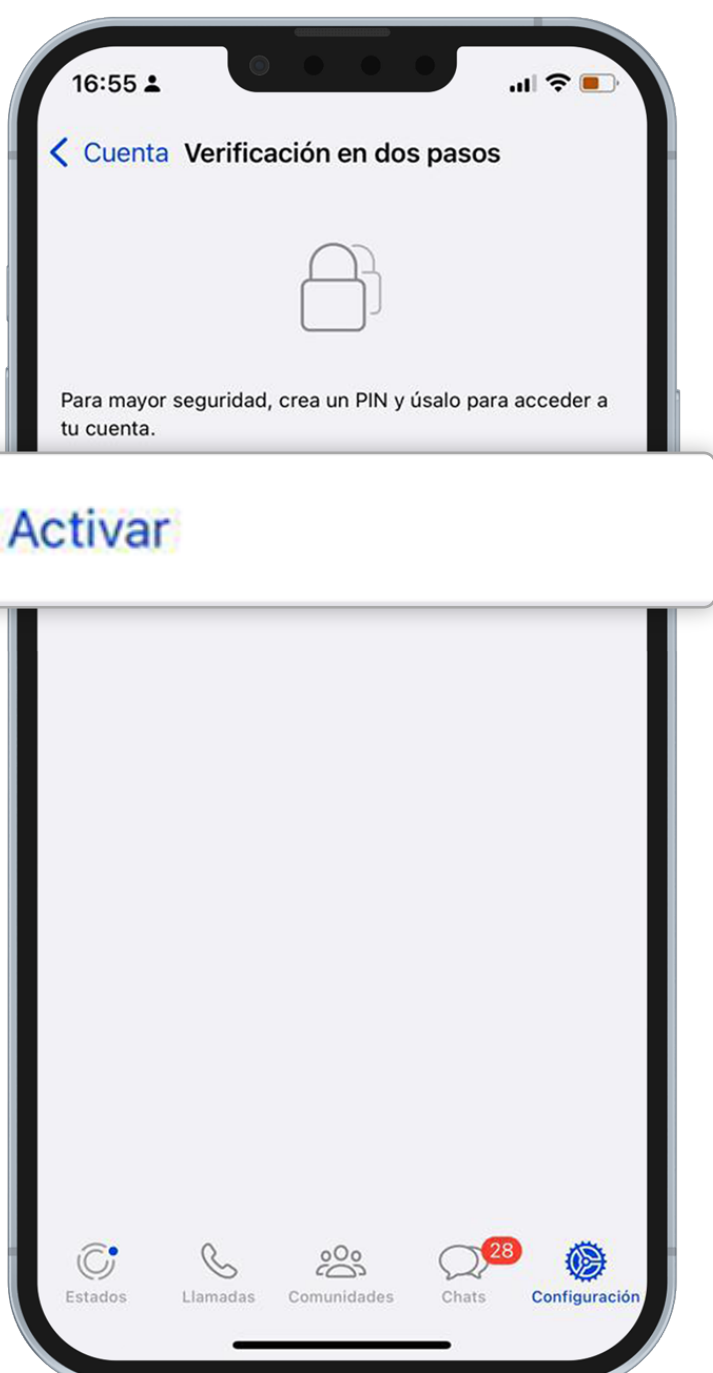 16:55
Cuenta Verificación en dos pasos
Para mayor seguridad, crea un PIN y úsalo para acceder a
tu cuenta.
Activar
28
Estados Llamadas Comunidades Chats Configuración